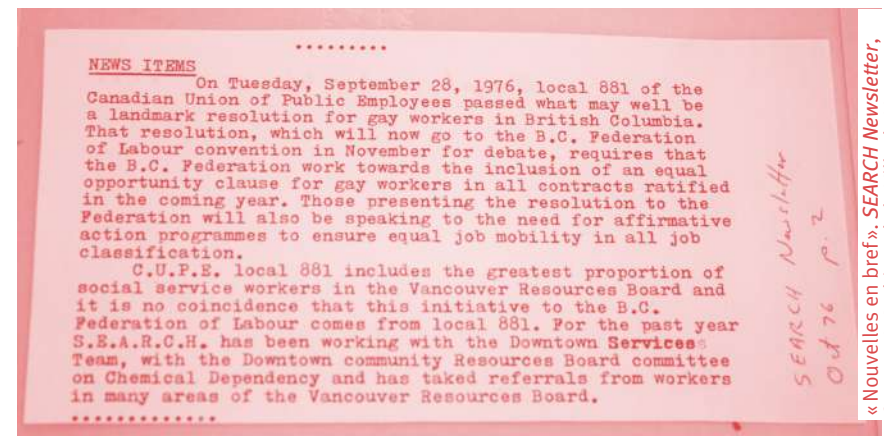 NEWS ITEMS
On Tuesday, September 28, 1976, local 881 of the
Canadian Union of Public Employees passed what may well be
a landmark resolution for gay workers in British Columbia.
That resolution, which will now go to the B.C. Federation
of Labour convention in November for debate, requires that
the B.C. Federation work towards the inclusion of an equal
opportunity clause for gay workers in all contracts ratified
in the coming year. Those presenting the resolution to the
Federation will also be speaking to the need for affirmative
action programmes to ensure equal job mobility in all job
classification.
C.U.P.E. local 881 includes the greatest proportion of
social service workers in the Vancouver Resources Board and
it is no coincidence that this initiative to the B.C.
Federation of Labour comes from local 881. For the past year
S.E.A.R.C.H. has been working with the Downtown Services
Team, with the Downtown community Resources Board committee
on Chemical Dependency and has taken referrals from workers
in many areas of the Vancouver Resources Board.
SEARCH Newsletter
Oct 76 p. 2
« Nouvelles en bref ». SEARCH Newsletter,